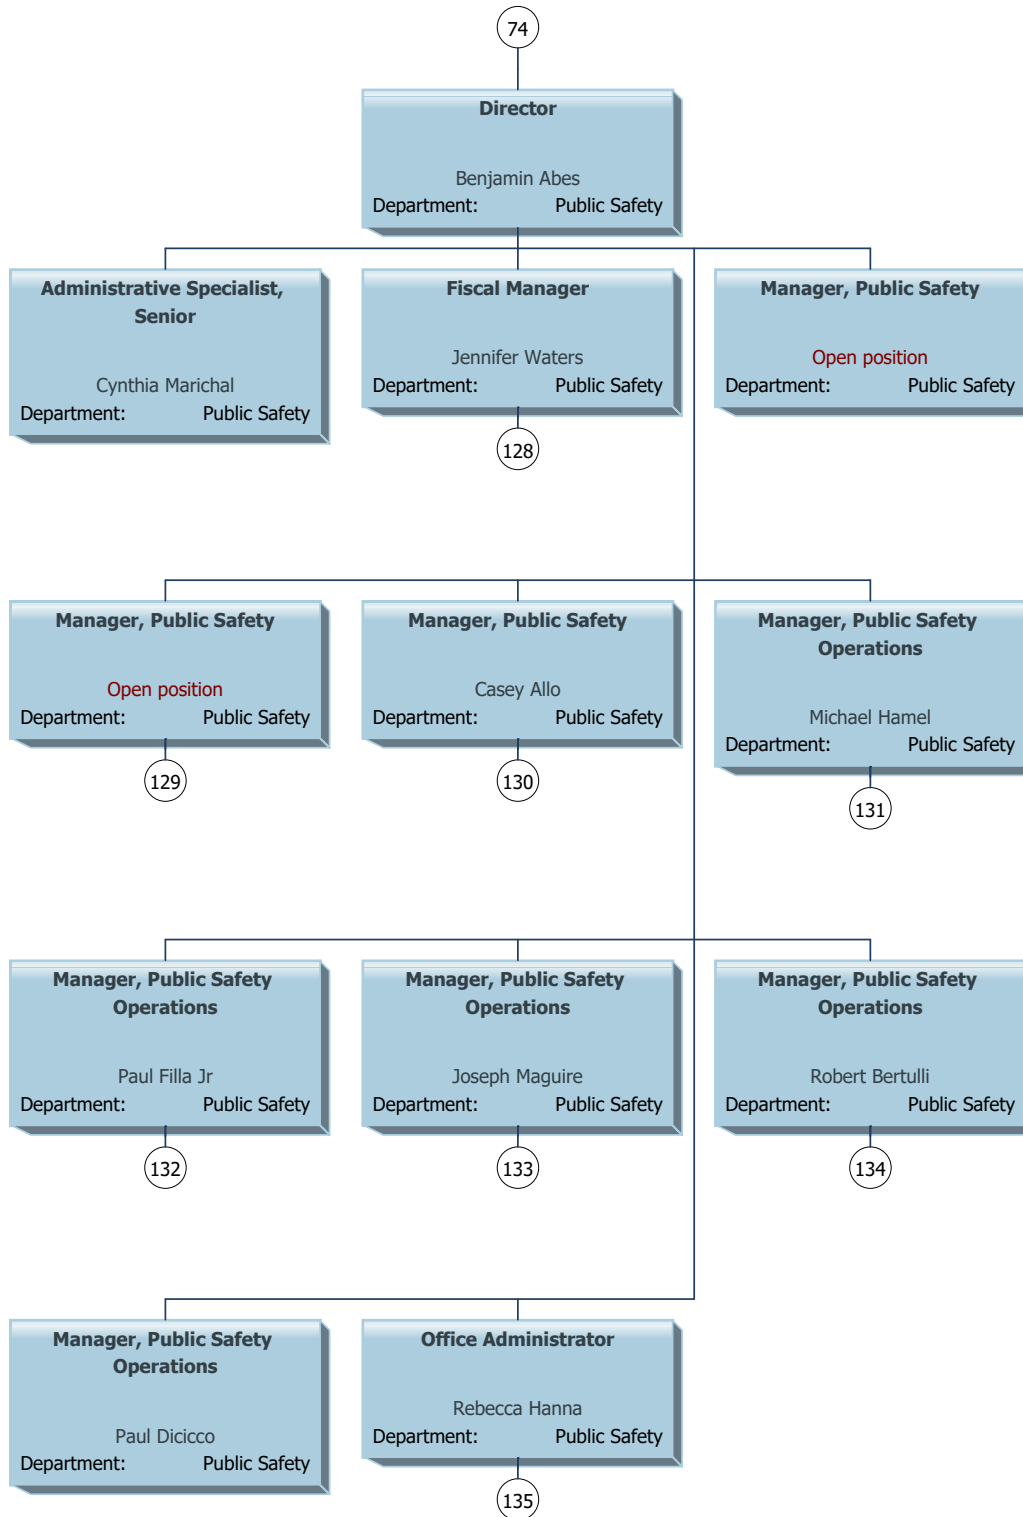 74
Director
Benjamin Abes
Department: Public Safety
Administrative Specialist,
Senior
Cynthia Marichal
Department: Public Safety
Fiscal Manager
Jennifer Waters
Department: Public Safety
128
Manager, Public Safety
Open position
Department: Public Safety
Manager, Public Safety
Open position
Department: Public Safety
129
Manager, Public Safety
Casey Allo
Department: Public Safety
130
Manager, Public Safety
Operations
Michael Hamel
Department: Public Safety
131
Manager, Public Safety
Operations
Paul Filla Jr
Department: Public Safety
132
Manager, Public Safety
Operations
Joseph Maguire
Department: Public Safety
133
Manager, Public Safety
Operations
Robert Bertulli
Department: Public Safety
134
Manager, Public Safety
Operations
Paul Dicicco
Department: Public Safety
Office Administrator
Rebecca Hanna
Department: Public Safety
135